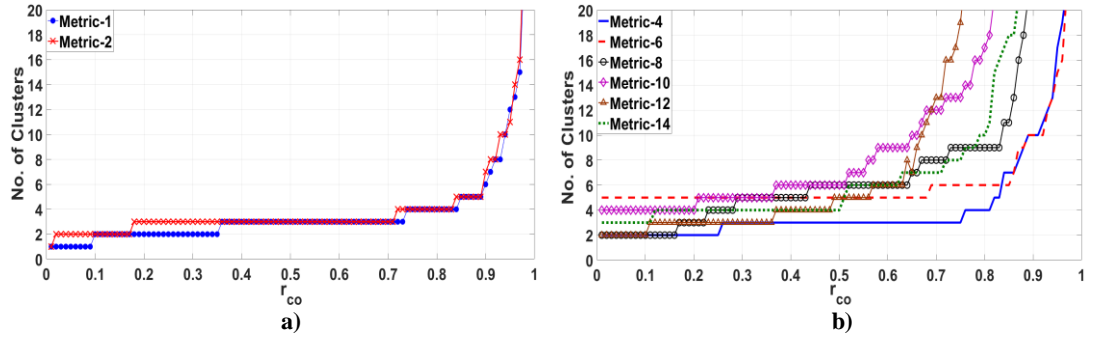 20
18
16
14
12
10
8
6
4
2
0
No. of Clusters
Metric-1
Metric-2
0 0.1 0.2 0.3 0.4 0.5 0.6 0.7 0.8 0.9 1
r_co
a)
20
18
16
14
12
10
8
6
4
2
0
No. of Clusters
Metric-4
Metric-6
Metric-8
Metric-10
Metric-12
Metric-14
0 0.1 0.2 0.3 0.4 0.5 0.6 0.7 0.8 0.9 1
r_co
b)